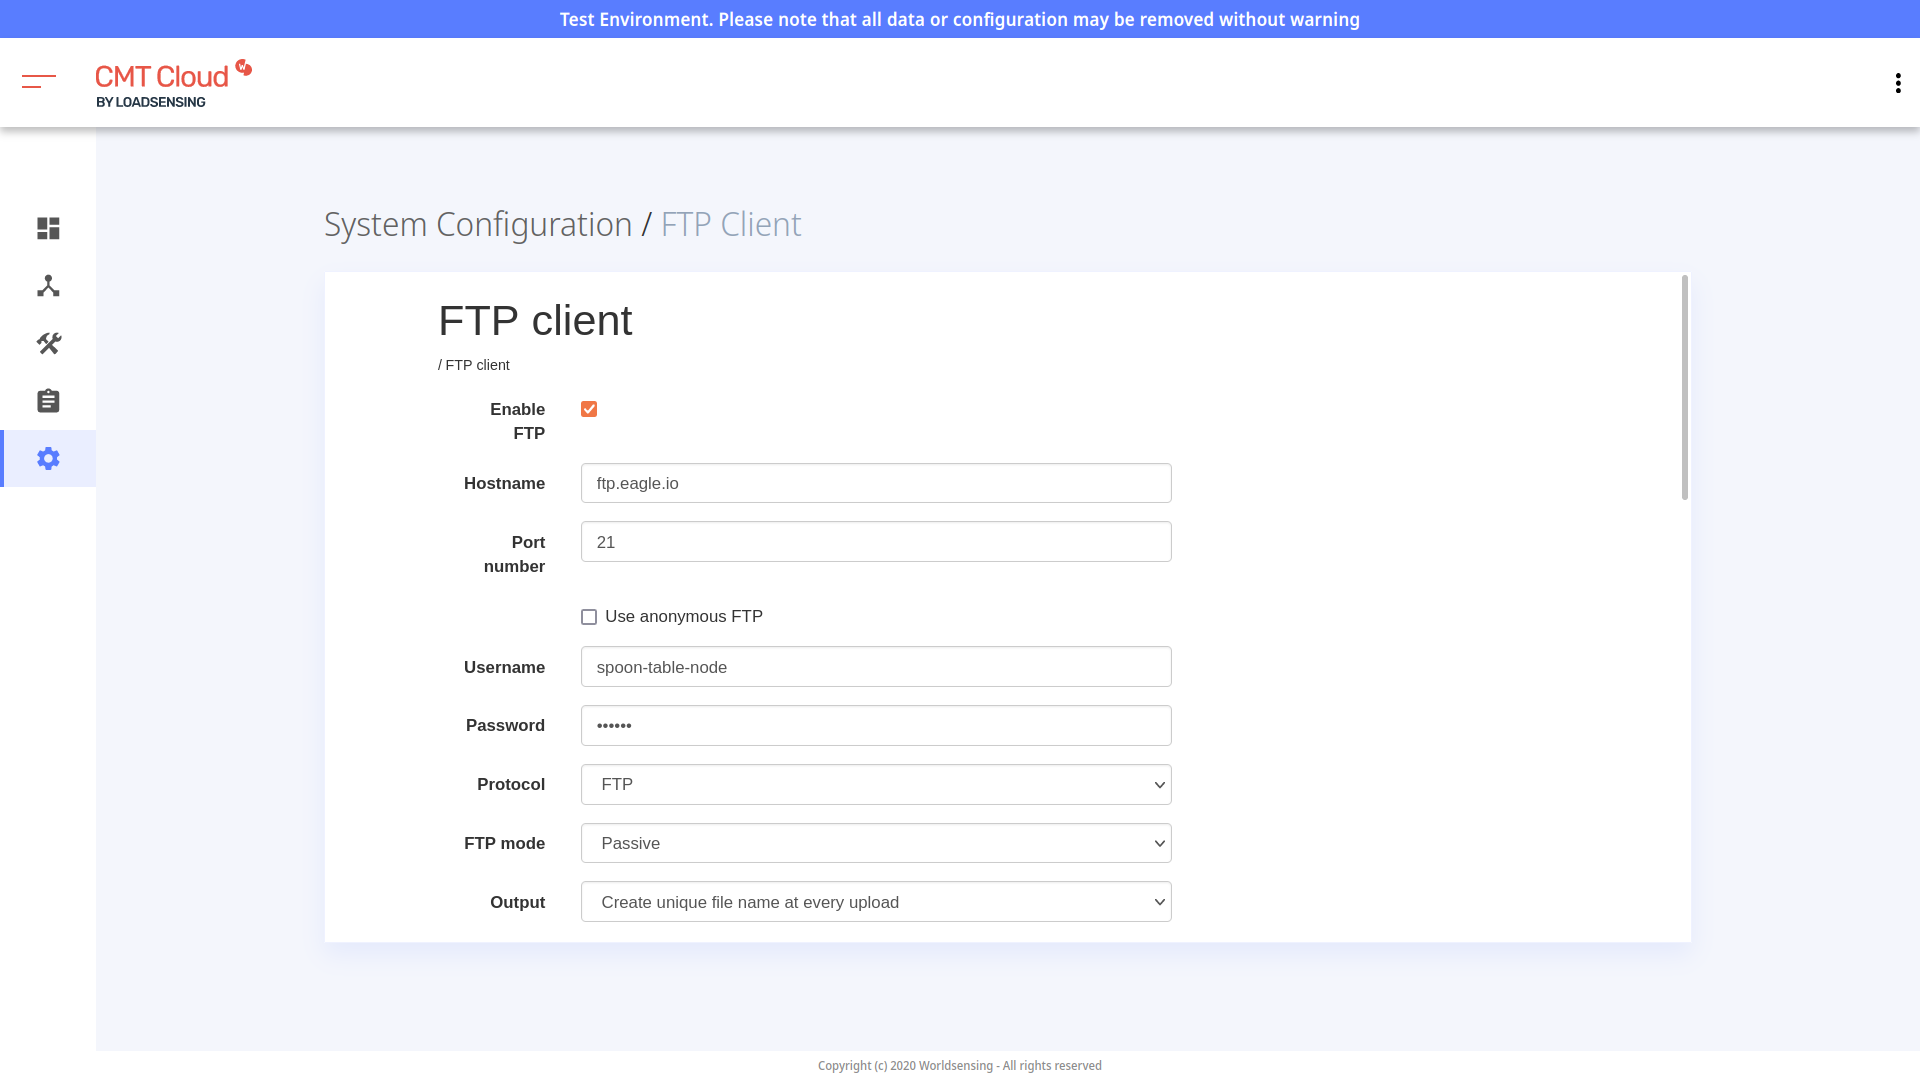 Test Environment. Please note that all data or configuration may be removed without warning
CMT Cloud
W
BY LOADSENSING
System Configuration / FTP Client
FTP client
/ FTP client
Enable
FTP
Hostname
ftp.eagle.io
Port
number
21
Use anonymous FTP
Username
spoon-table-node
Password
••••••
Protocol
FTP
FTP mode
Passive
Output
Create unique file name at every upload
Copyright (c) 2020 Worldsensing - All rights reserved